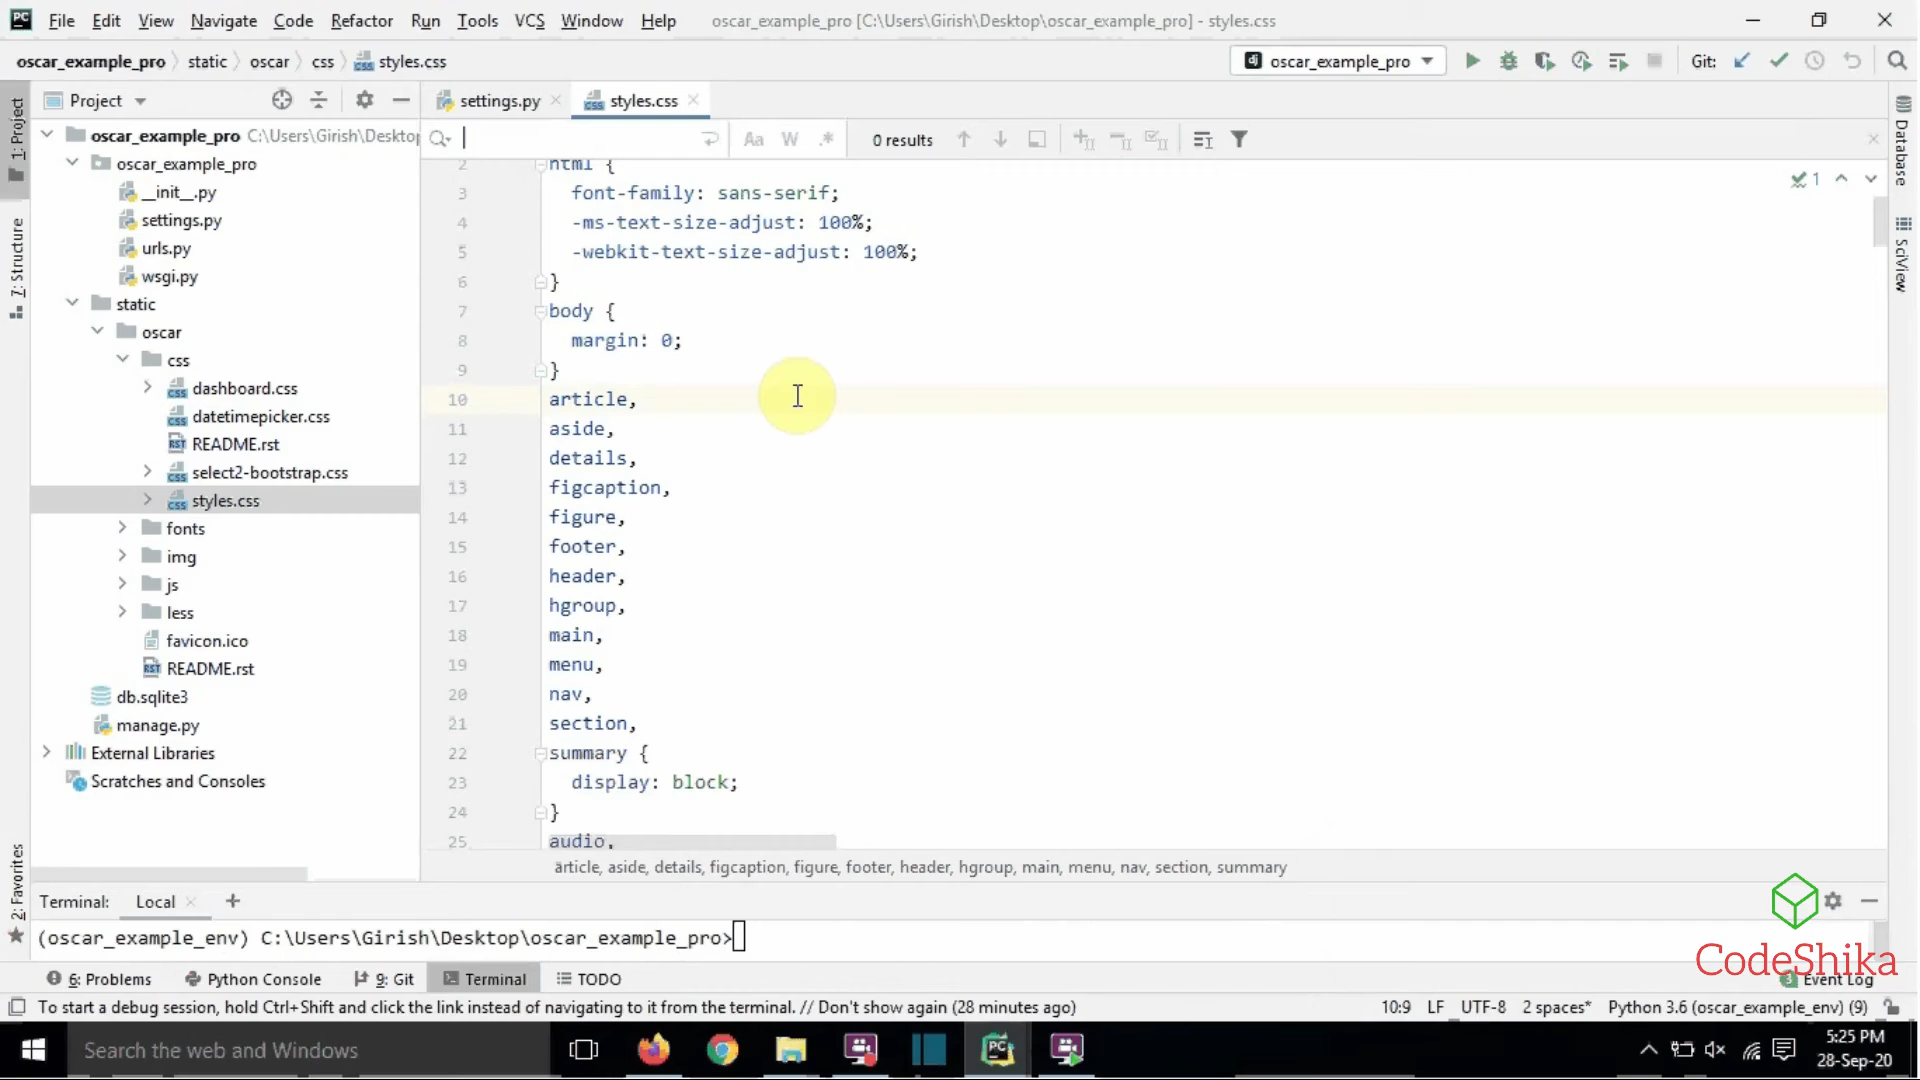 PC File Edit View Navigate Code Refactor Run Tools VCS Window Help oscar_example_pro [C:\Users\Girish\Desktop\oscar_example_pro] - styles.css
oscar_example_pro static oscar css styles.css dj oscar_example_pro Git:
Project settings.py styles.css
1: Project
7: Structure
2: Favorites
Database
SciView
oscar_example_pro C:\Users\Girish\Desktop
oscar_example_pro
__init__.py
settings.py
urls.py
wsgi.py
static
oscar
css
dashboard.css
datetimepicker.css
README.rst
select2-bootstrap.css
styles.css
fonts
img
js
less
favicon.ico
README.rst
db.sqlite3
manage.py
External Libraries
Scratches and Consoles
Aa W .* 0 results
1
2 html {
3 font-family: sans-serif;
4 -ms-text-size-adjust: 100%;
5 -webkit-text-size-adjust: 100%;
6 }
7 body {
8 margin: 0;
9 }
10 article,
11 aside,
12 details,
13 figcaption,
14 figure,
15 footer,
16 header,
17 hgroup,
18 main,
19 menu,
20 nav,
21 section,
22 summary {
23 display: block;
24 }
25 audio,
article, aside, details, figcaption, figure, footer, header, hgroup, main, menu, nav, section, summary
Terminal: Local +
(oscar_example_env) C:\Users\Girish\Desktop\oscar_example_pro>
CodeShika
6: Problems Python Console 9: Git Terminal TODO 3 Event Log
To start a debug session, hold Ctrl+Shift and click the link instead of navigating to it from the terminal. // Don't show again (28 minutes ago) 10:9 LF UTF-8 2 spaces* Python 3.6 (oscar_example_env) (9)
Search the web and Windows PC 5:25 PM
28-Sep-20